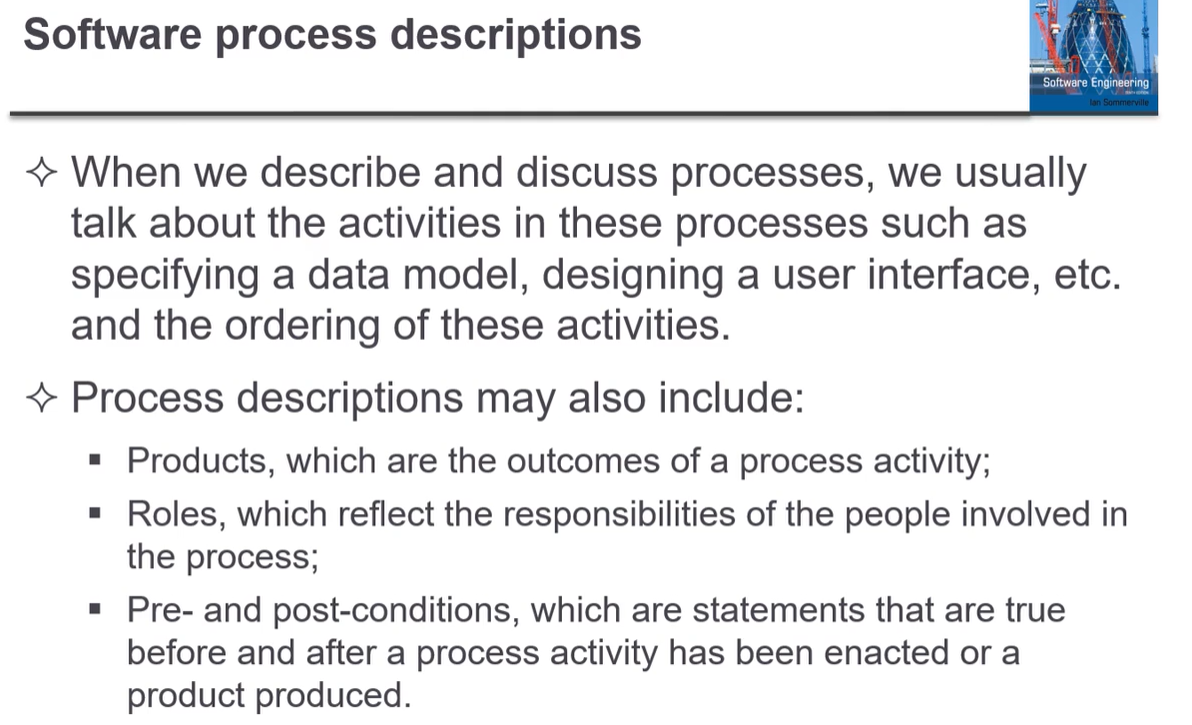 Software process descriptions
Software Engineering
Ian Sommerville
✧ When we describe and discuss processes, we usually
talk about the activities in these processes such as
specifying a data model, designing a user interface, etc.
and the ordering of these activities.
✧ Process descriptions may also include:
▪ Products, which are the outcomes of a process activity;
▪ Roles, which reflect the responsibilities of the people involved in
the process;
▪ Pre- and post-conditions, which are statements that are true
before and after a process activity has been enacted or a
product produced.